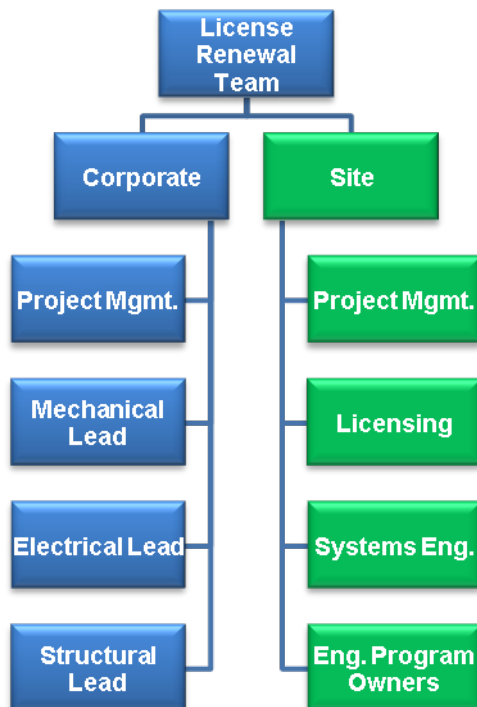 License
Renewal
Team
Corporate
Site
Project Mgmt.
Project Mgmt.
Mechanical
Lead
Licensing
Electrical Lead
Systems Eng.
Structural
Lead
Eng. Program
Owners